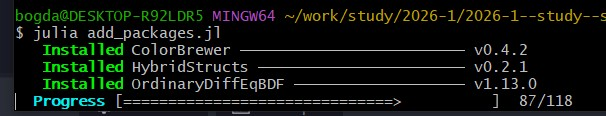 bogda@DESKTOP-R92LDR5 MINGW64 ~/work/study/2026-1/2026-1--study--s
$ julia add_packages.jl
Installed ColorBrewer ───────────────────── v0.4.2
Installed HybridStructs ─────────────────── v0.2.1
Installed OrdinaryDiffEqBDF ─────────────── v1.13.0
Progress [==============================>          ]  87/118